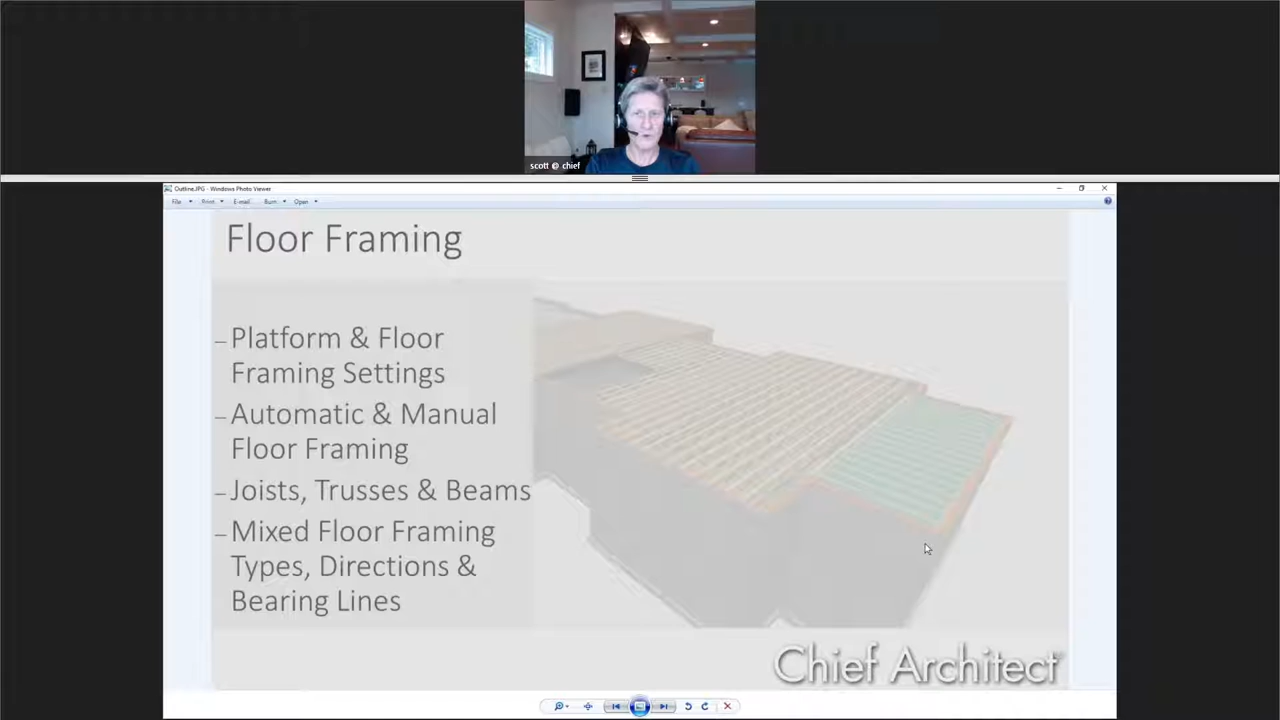 scott @ chief
Outline.JPG - Windows Photo Viewer
File Print E-mail Burn Open
Floor Framing
– Platform & Floor
Framing Settings
– Automatic & Manual
Floor Framing
– Joists, Trusses & Beams
– Mixed Floor Framing
Types, Directions &
Bearing Lines
Chief Architect